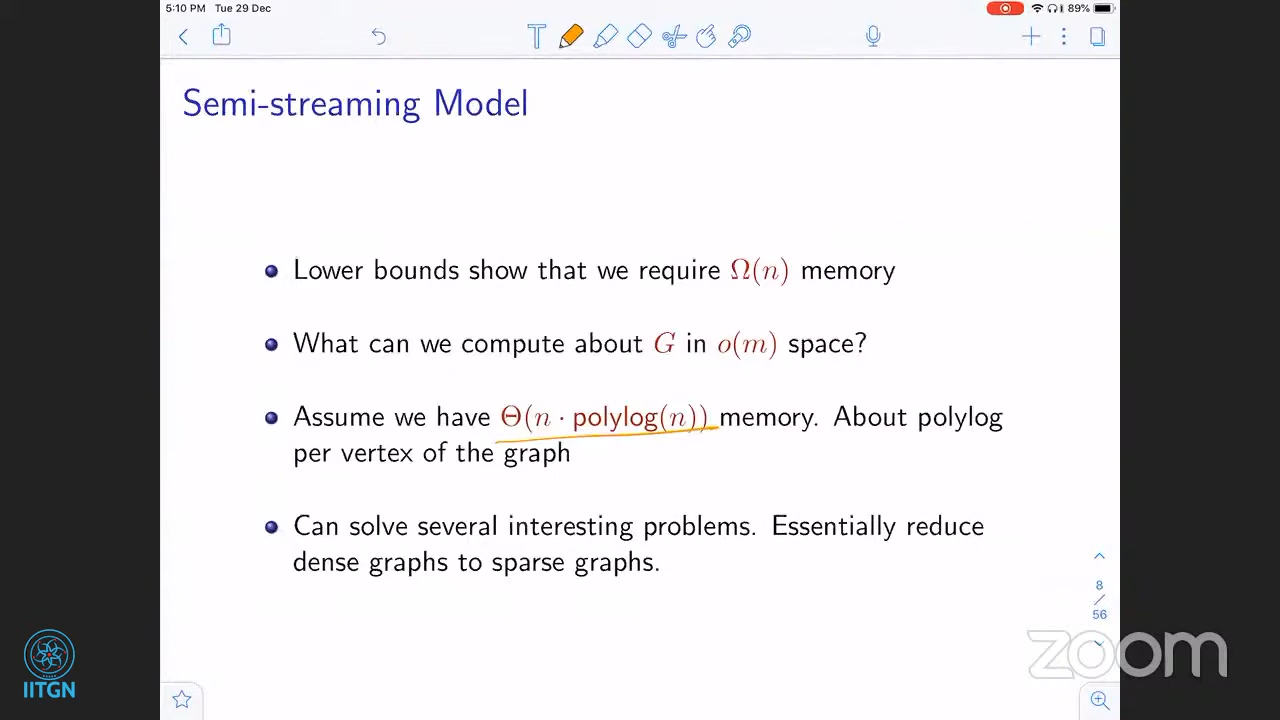 5:10 PM Tue 29 Dec
89%
T
Semi-streaming Model
Lower bounds show that we require Ω(n) memory
What can we compute about G in o(m) space?
Assume we have Θ(n · polylog(n)) memory. About polylog
per vertex of the graph
Can solve several interesting problems. Essentially reduce
dense graphs to sparse graphs.
8
/
56
zoom
IITGN